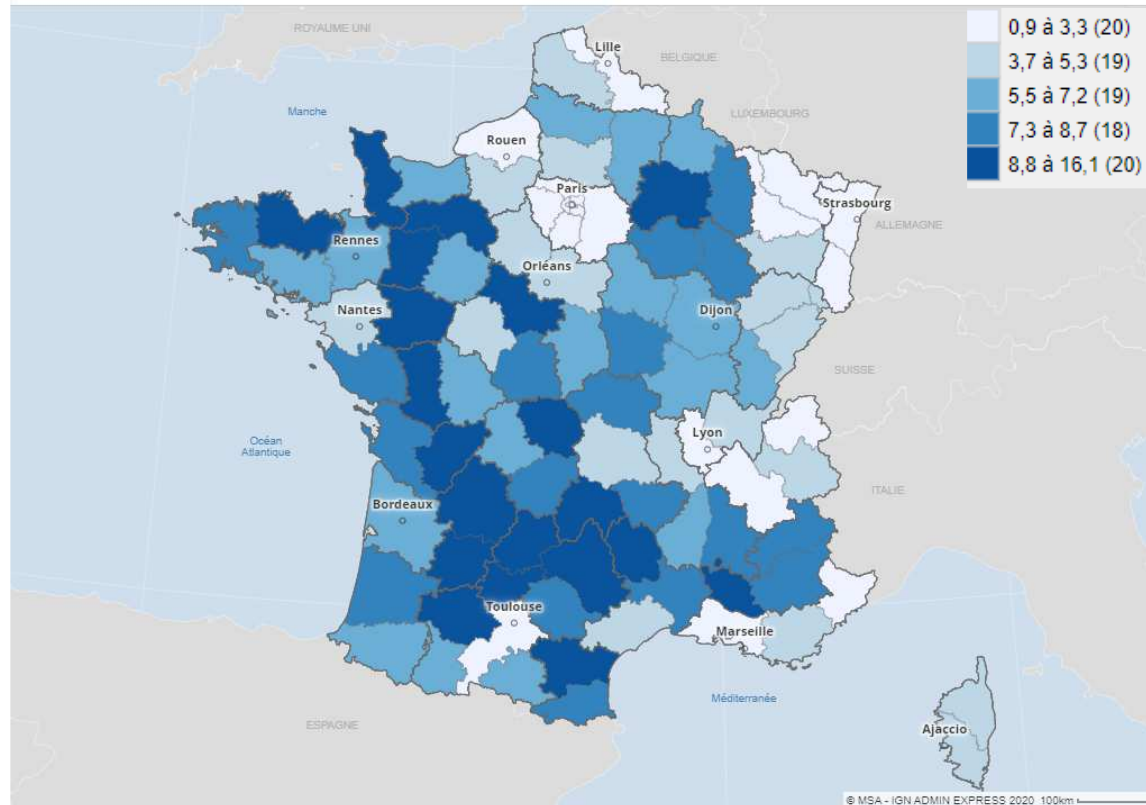 ROYAUME UNI
Lille
BELGIQUE
0,9 à 3,3 (20)
3,7 à 5,3 (19)
5,5 à 7,2 (19)
7,3 à 8,7 (18)
8,8 à 16,1 (20)
Manche
LUXEMBOURG
Rouen
Paris
Strasbourg
ALLEMAGNE
Rennes
Orléans
Nantes
Dijon
SUISSE
Océan
Atlantique
Lyon
ITALIE
Bordeaux
Toulouse
Marseille
Méditerranée
ESPAGNE
Ajaccio
© MSA - IGN ADMIN EXPRESS 2020 100km